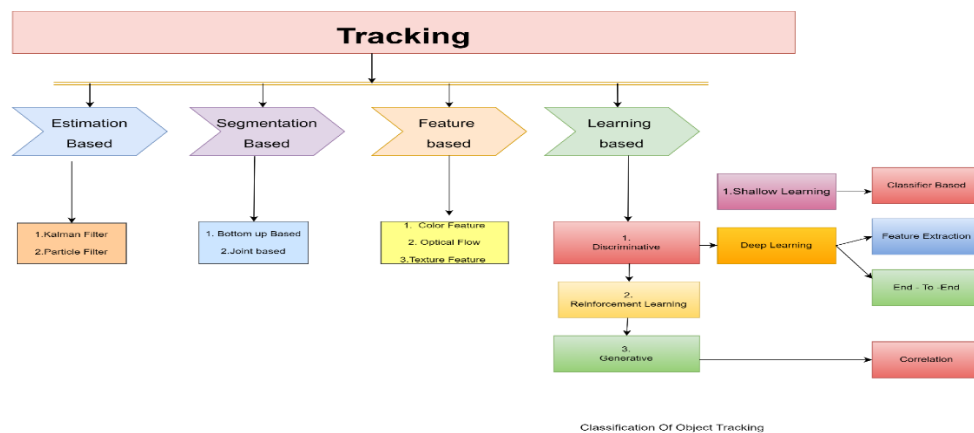 Tracking
Estimation
Based
Segmentation
Based
Feature
based
Learning
based
1.Kalman Filter
2.Particle Filter
1. Bottom up Based
2.Joint based
1. Color Feature
2. Optical Flow
3.Texture Feature
1.
Discriminative
2.
Reinforcement Learning
3.
Generative
1.Shallow Learning
Deep Learning
Classifier Based
Feature Extraction
End - To -End
Correlation
Classification Of Object Tracking